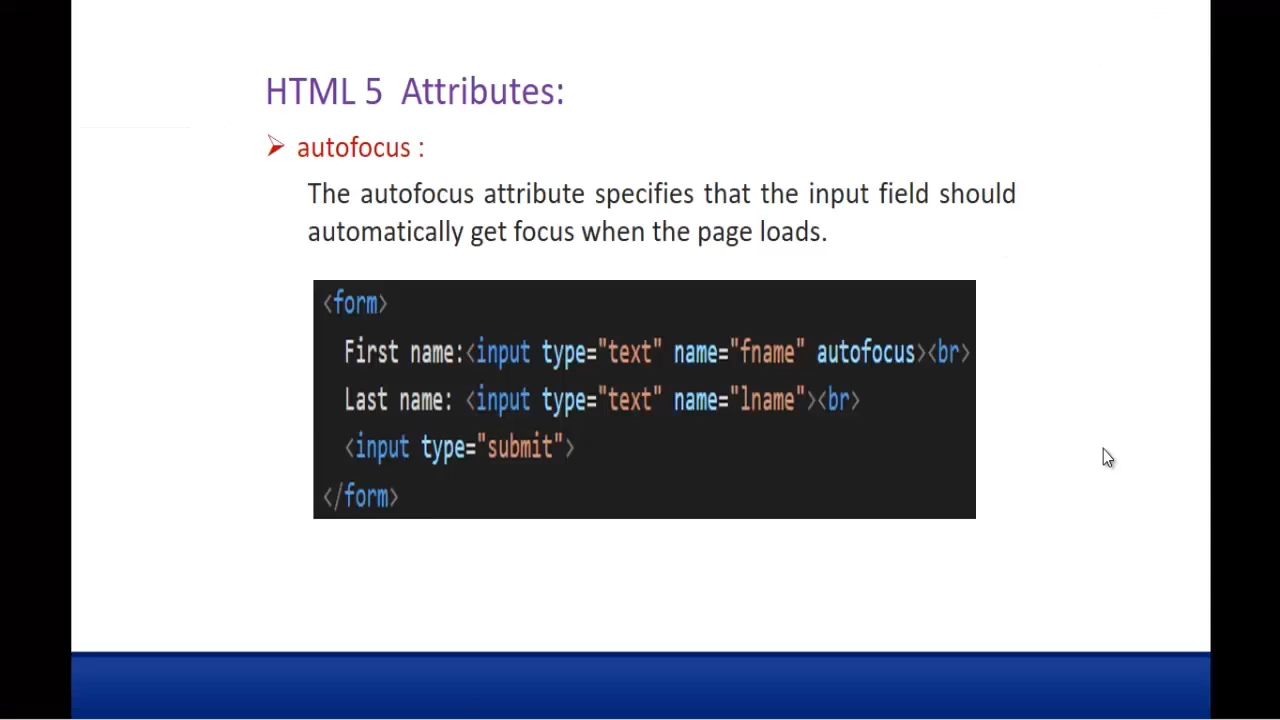 HTML 5 Attributes:
autofocus :
The autofocus attribute specifies that the input field should
automatically get focus when the page loads.
<form>
First name:<input type="text" name="fname" autofocus><br>
Last name: <input type="text" name="lname"><br>
<input type="submit">
</form>